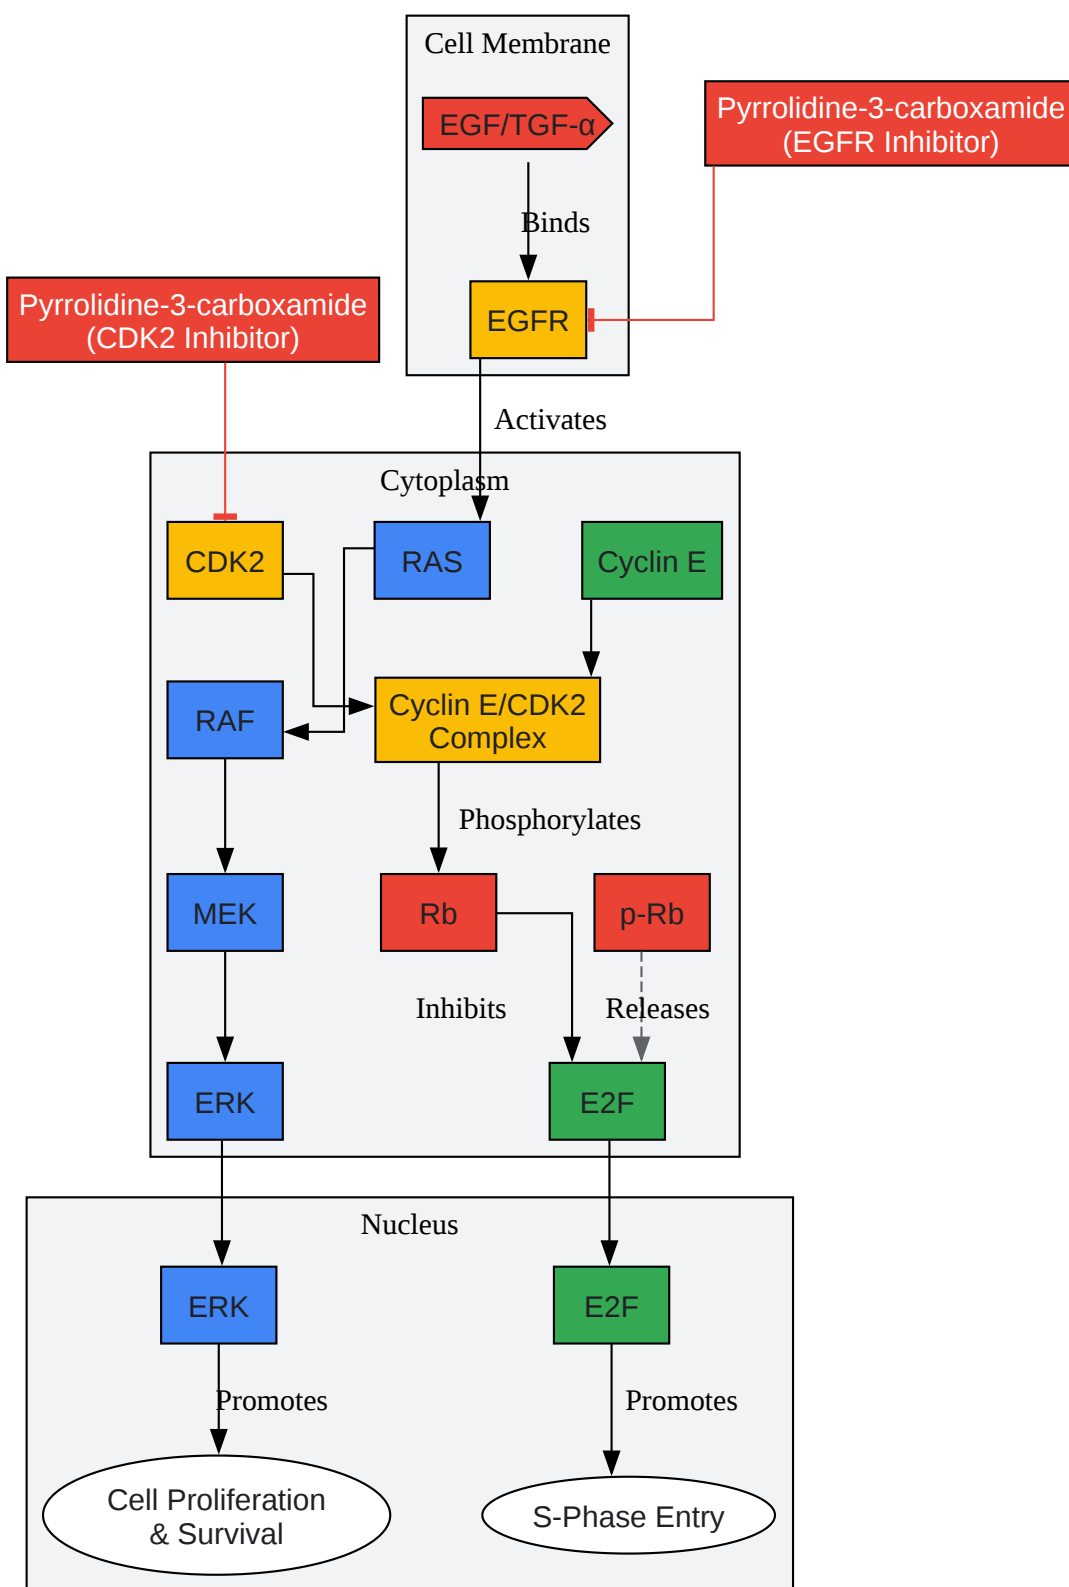 Cell Membrane
EGF/TGF-α
Pyrrolidine-3-carboxamide
(EGFR Inhibitor)
Binds
Pyrrolidine-3-carboxamide
(CDK2 Inhibitor)
EGFR
Activates
Cytoplasm
CDK2
RAS
Cyclin E
RAF
Cyclin E/CDK2
Complex
Phosphorylates
MEK
Rb
p-Rb
Inhibits
Releases
ERK
E2F
Nucleus
ERK
E2F
Promotes
Promotes
Cell Proliferation
& Survival
S-Phase Entry